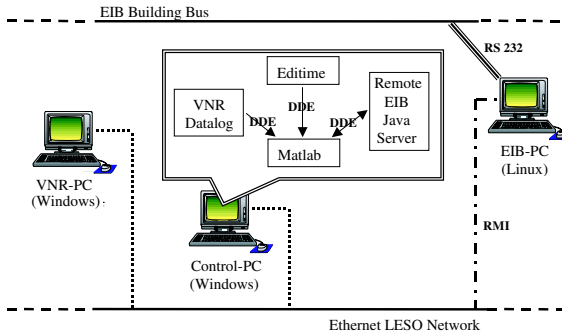 EIB Building Bus
RS 232
Editime
Remote
EIB
Java
Server
VNR
Datalog
DDE
DDE
DDE
Matlab
VNR-PC
(Windows)
EIB-PC
(Linux)
RMI
Control-PC
(Windows)
Ethernet LESO Network